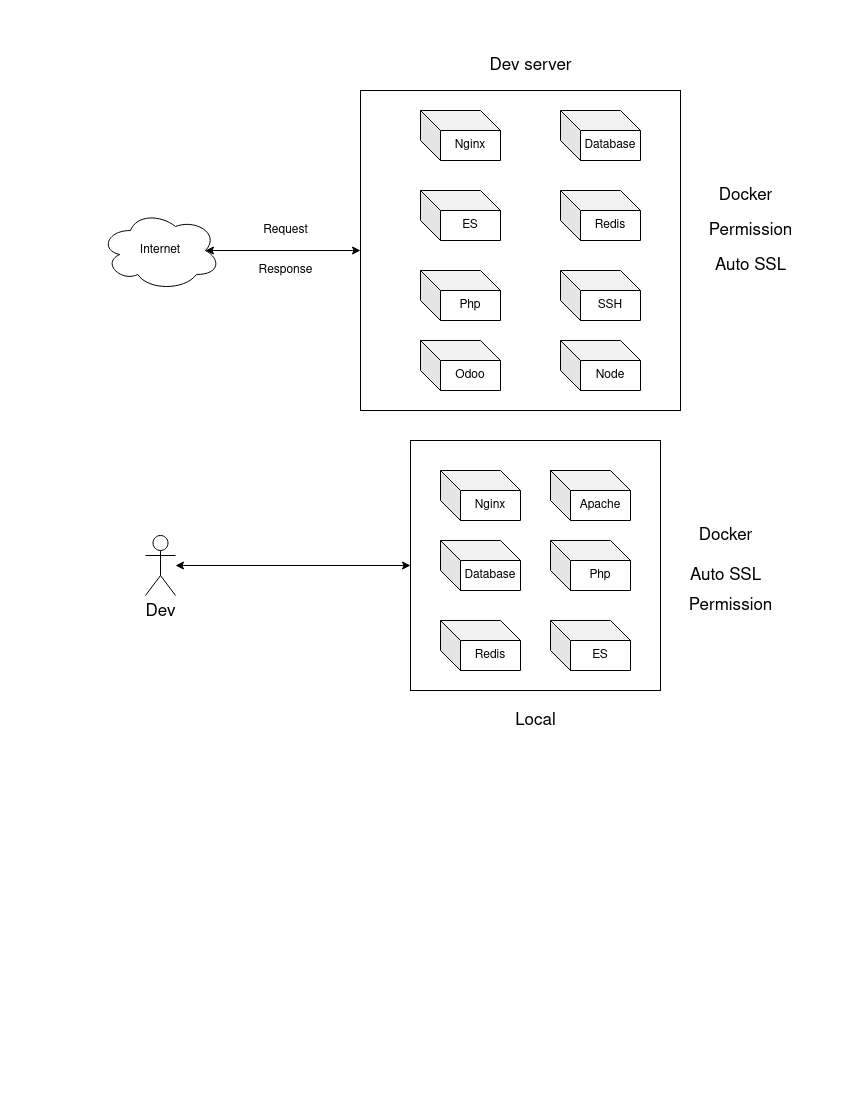 Dev server
Nginx
Database
Docker
ES
Redis
Request
Permission
Internet
Response
Auto SSL
Php
SSH
Odoo
Node
Nginx
Apache
Docker
Database
Php
Auto SSL
Dev
Permission
Redis
ES
Local